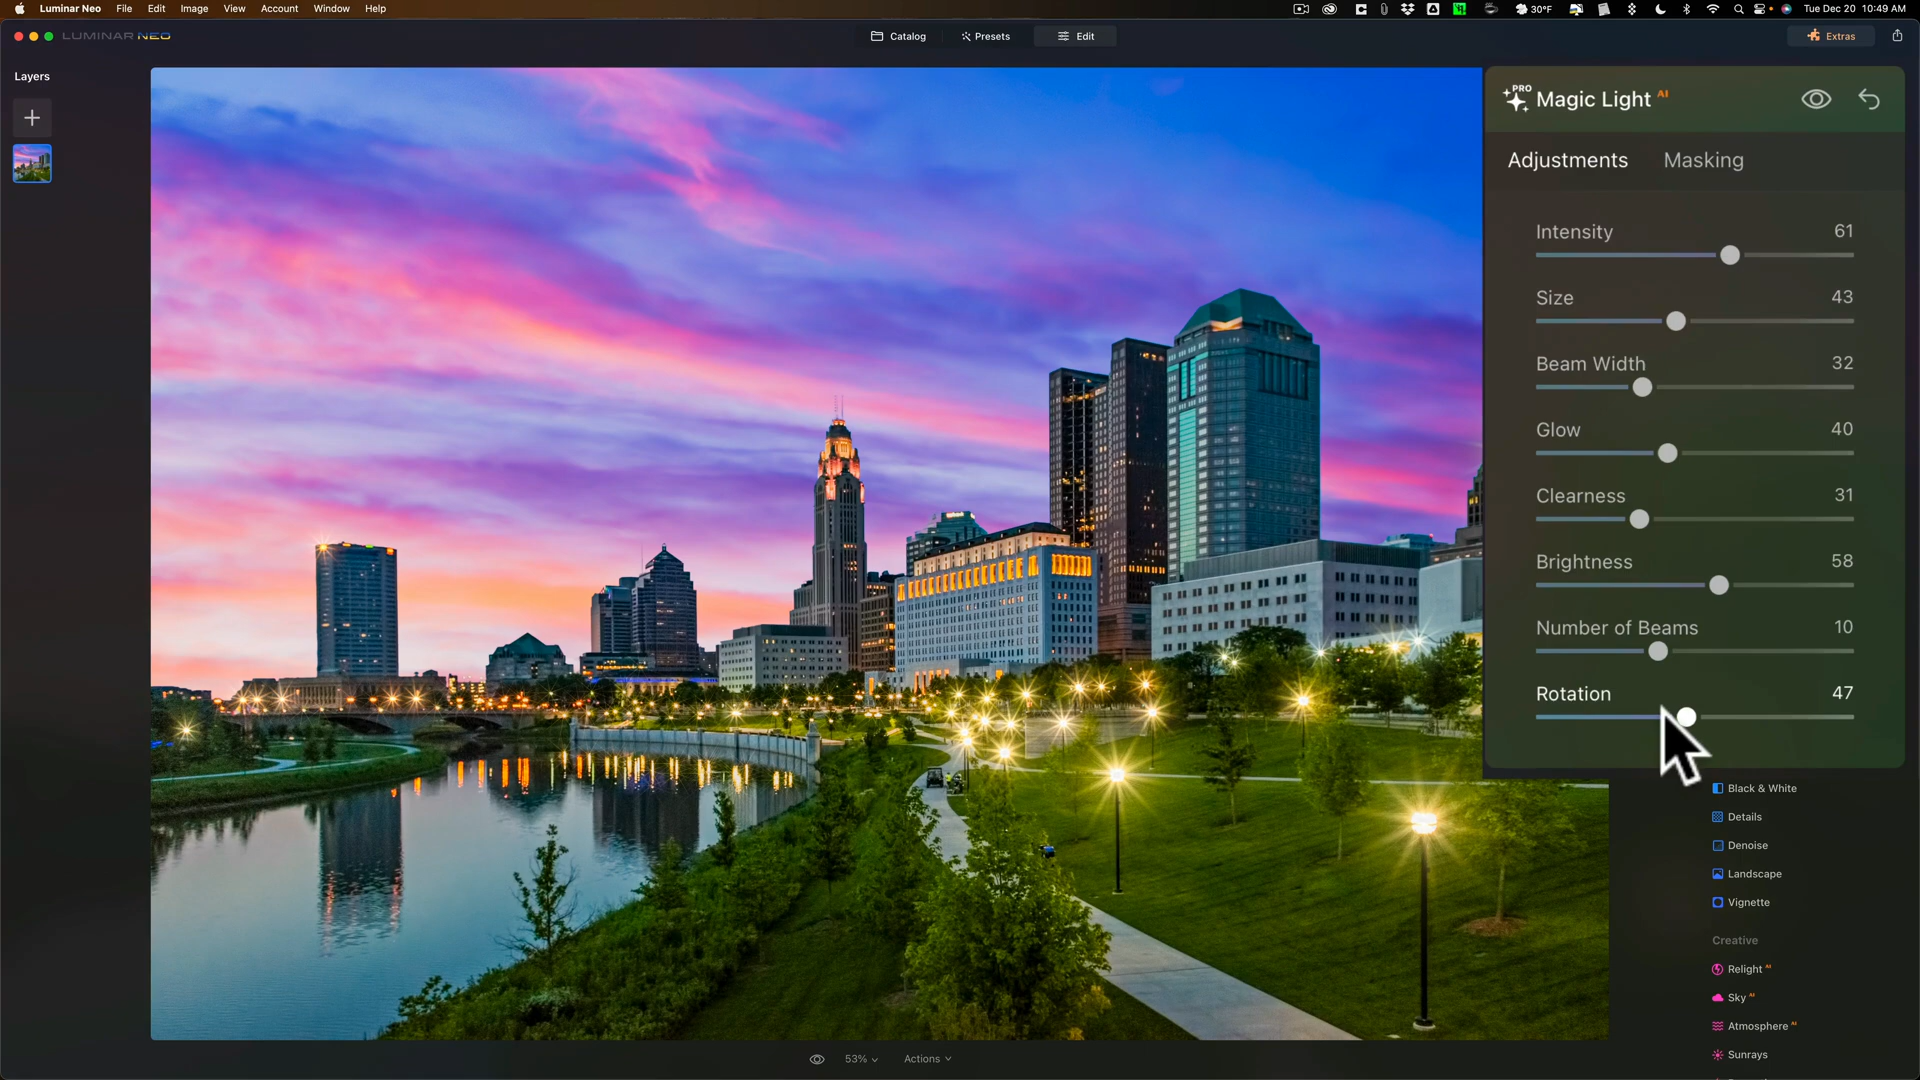 Luminar Neo File Edit Image View Account Window Help 30°F Tue Dec 20 10:49 AM
LUMINAR NEO Catalog Presets Edit Extras
Layers
PRO Magic Light AI
Adjustments Masking
Intensity 61
Size 43
Beam Width 32
Glow 40
Clearness 31
Brightness 58
Number of Beams 10
Rotation 47
Black & White
Details
Denoise
Landscape
Vignette
Creative
Relight AI
Sky AI
Atmosphere AI
Sunrays
53% Actions